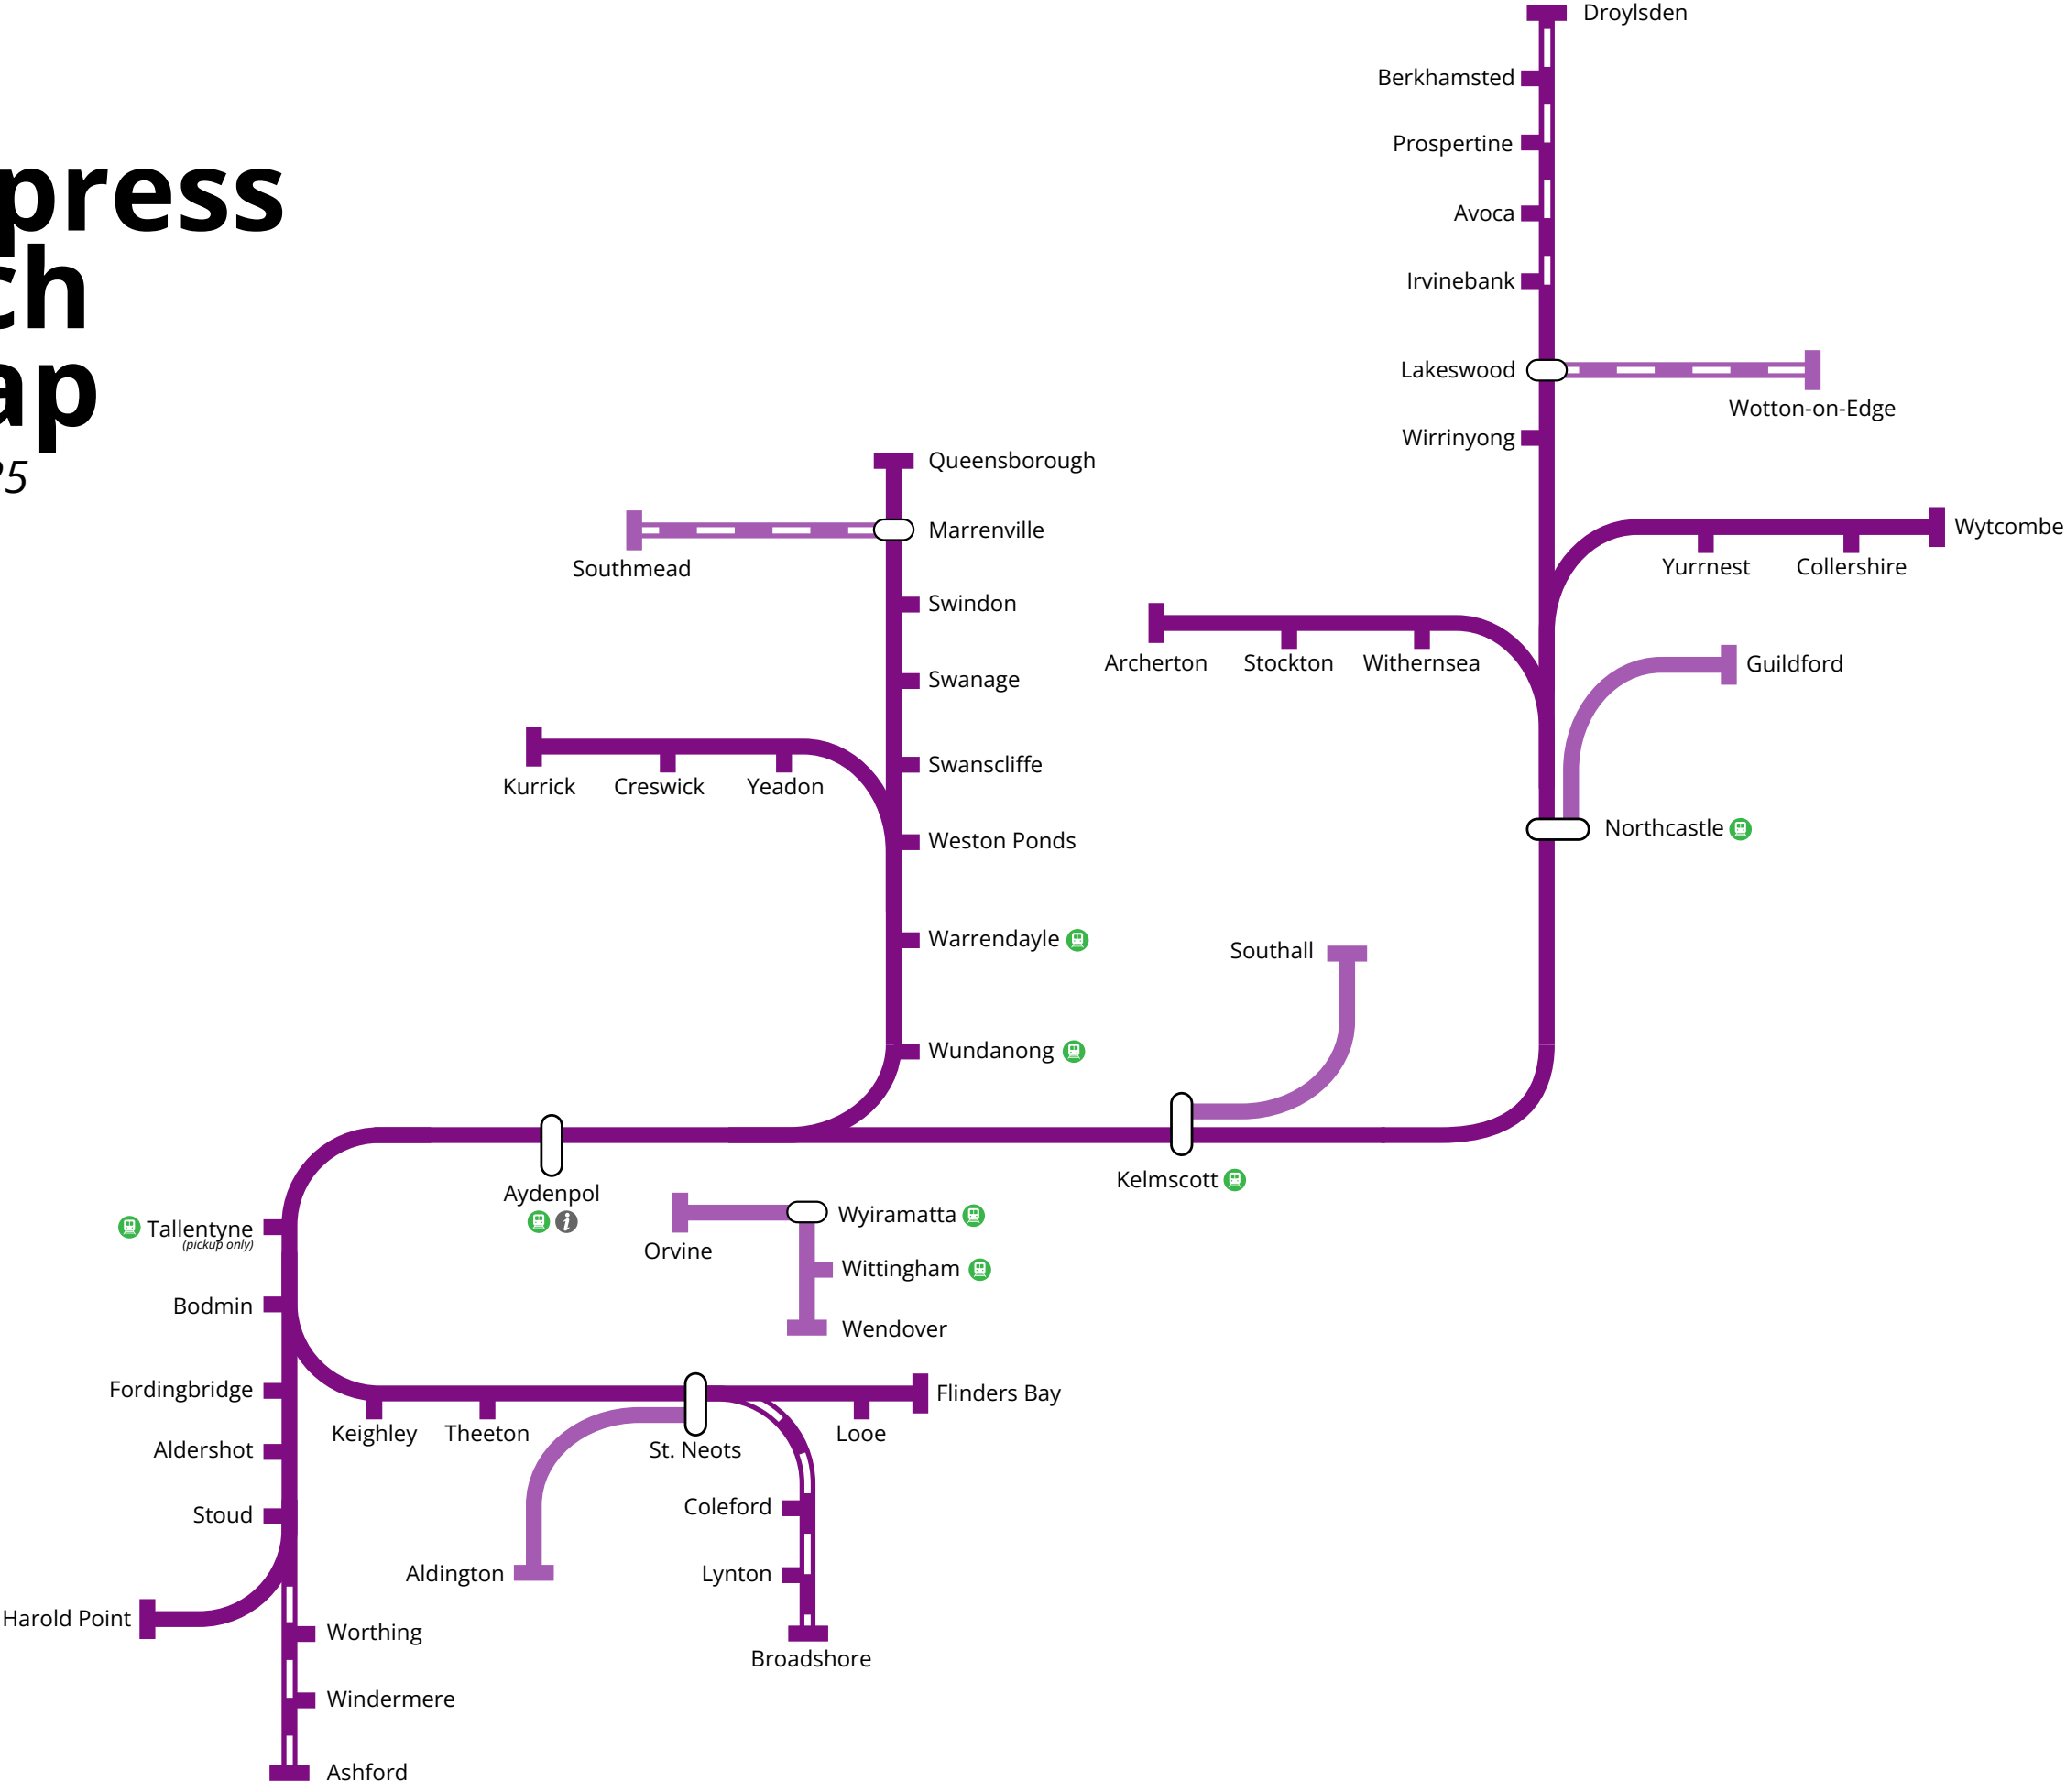 press
ch
ap
25
Droylsden
Berkhamsted
Prospertine
Avoca
Irvinebank
Lakeswood
Wotton-on-Edge
Wirrinyong
Queensborough
Marrenville
Southmead
Wytcombe
Yurrnest
Collershire
Swindon
Archerton
Stockton
Withernsea
Guildford
Swanage
Swanscliffe
Kurrick
Creswick
Yeadon
Weston Ponds
Northcastle
Warrendayle
Southall
Wundanong
Kelmscott
Aydenpol
i
Tallentyne
(pickup only)
Orvine
Wyiramatta
Wittingham
Wendover
Bodmin
Fordingbridge
Keighley
Theeton
St. Neots
Looe
Flinders Bay
Aldershot
Stoud
Coleford
Aldington
Lynton
Harold Point
Worthing
Broadshore
Windermere
Ashford